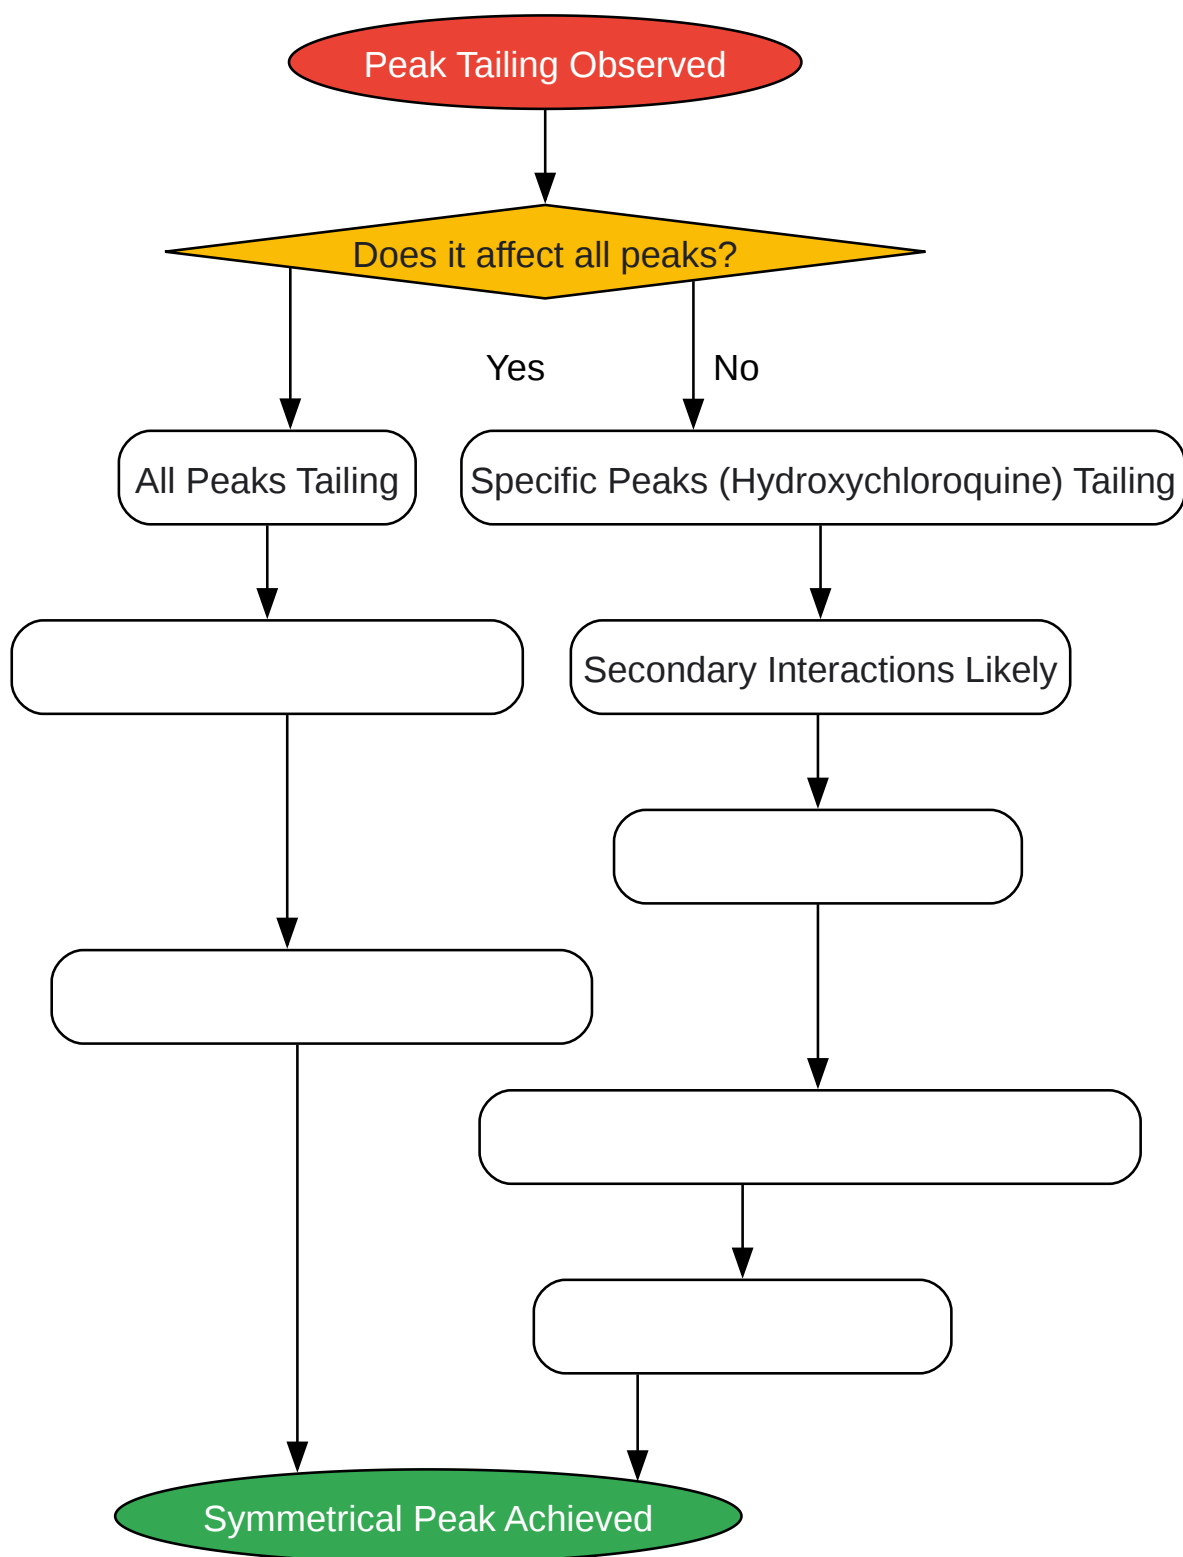 Peak Tailing Observed
Does it affect all peaks?
Yes
No
All Peaks Tailing
Specific Peaks (Hydroxychloroquine) Tailing
Secondary Interactions Likely
Symmetrical Peak Achieved